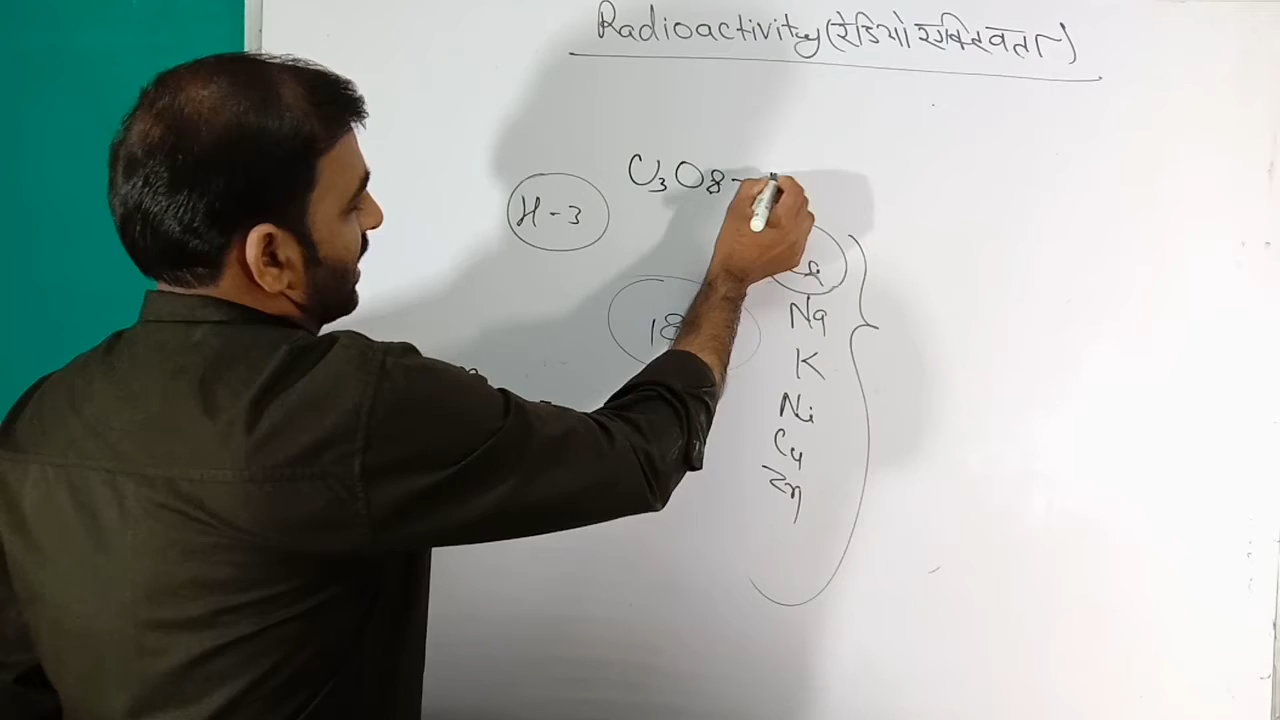 Radioactivity (रेडियो सक्रियता)
U3O8 -
H-3
18
Na
K
Ni
Cu
Zn